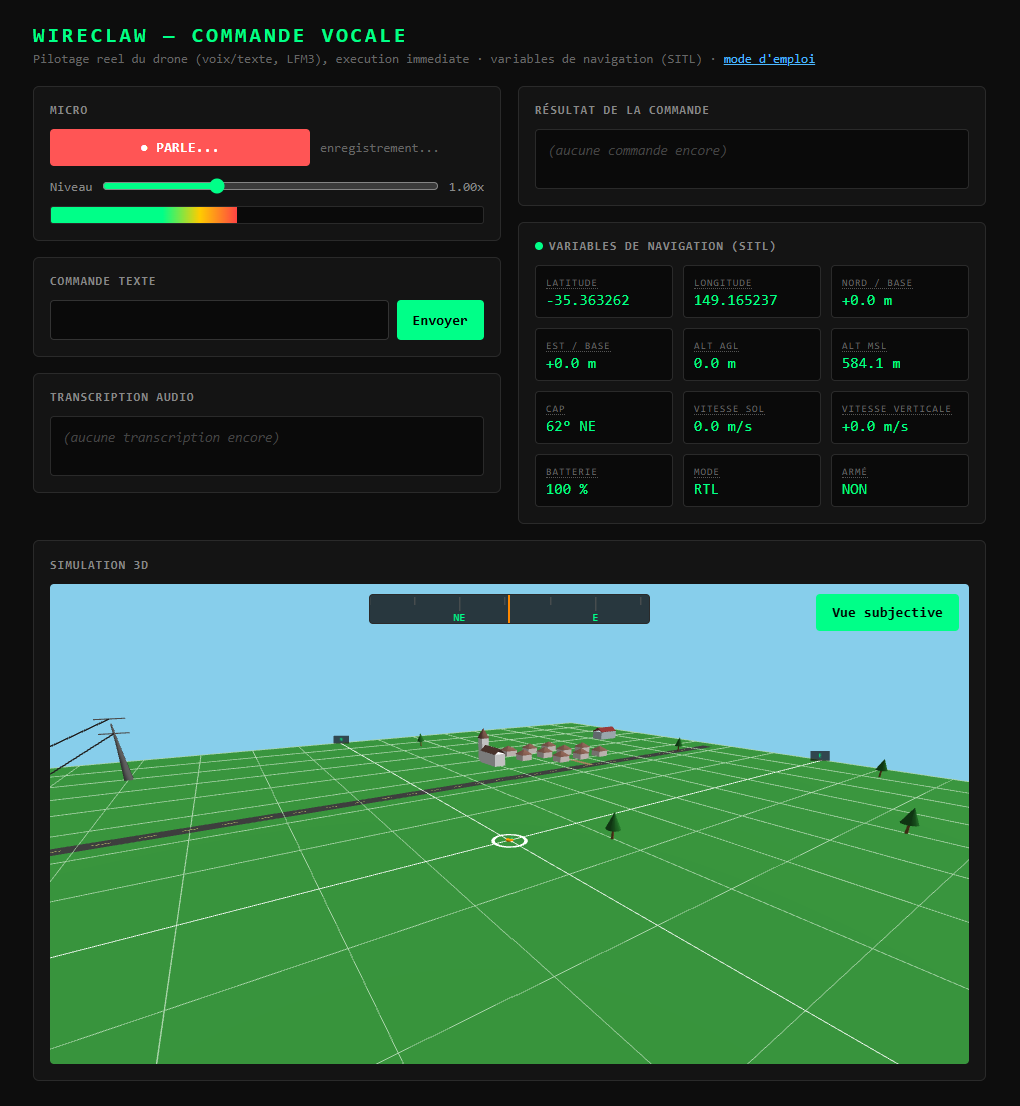 WIRECLAW — COMMANDE VOCALE
Pilotage reel du drone (voix/texte, LFM3), execution immediate · variables de navigation (SITL) · mode d'emploi
MICRO
● PARLE...
enregistrement...
Niveau
1.00x
COMMANDE TEXTE
Envoyer
TRANSCRIPTION AUDIO
(aucune transcription encore)
RÉSULTAT DE LA COMMANDE
(aucune commande encore)
VARIABLES DE NAVIGATION (SITL)
LATITUDE
-35.363262
LONGITUDE
149.165237
NORD / BASE
+0.0 m
EST / BASE
+0.0 m
ALT AGL
0.0 m
ALT MSL
584.1 m
CAP
62° NE
VITESSE SOL
0.0 m/s
VITESSE VERTICALE
+0.0 m/s
BATTERIE
100 %
MODE
RTL
ARMÉ
NON
SIMULATION 3D
NE
E
Vue subjective